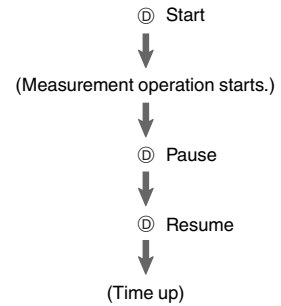 Ⓓ Start
(Measurement operation starts.)
Ⓓ Pause
Ⓓ Resume
(Time up)